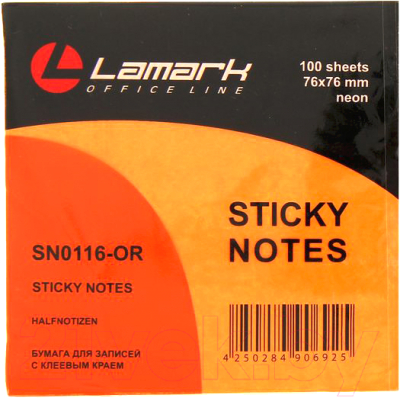 Lamark
OFFICE LINE
100 sheets
76x76 mm
neon
STICKY
NOTES
SN0116-OR
STICKY NOTES
HALFNOTIZEN
БУМАГА ДЛЯ ЗАПИСЕЙ
С КЛЕЕВЫМ КРАЕМ
4 250284 906925